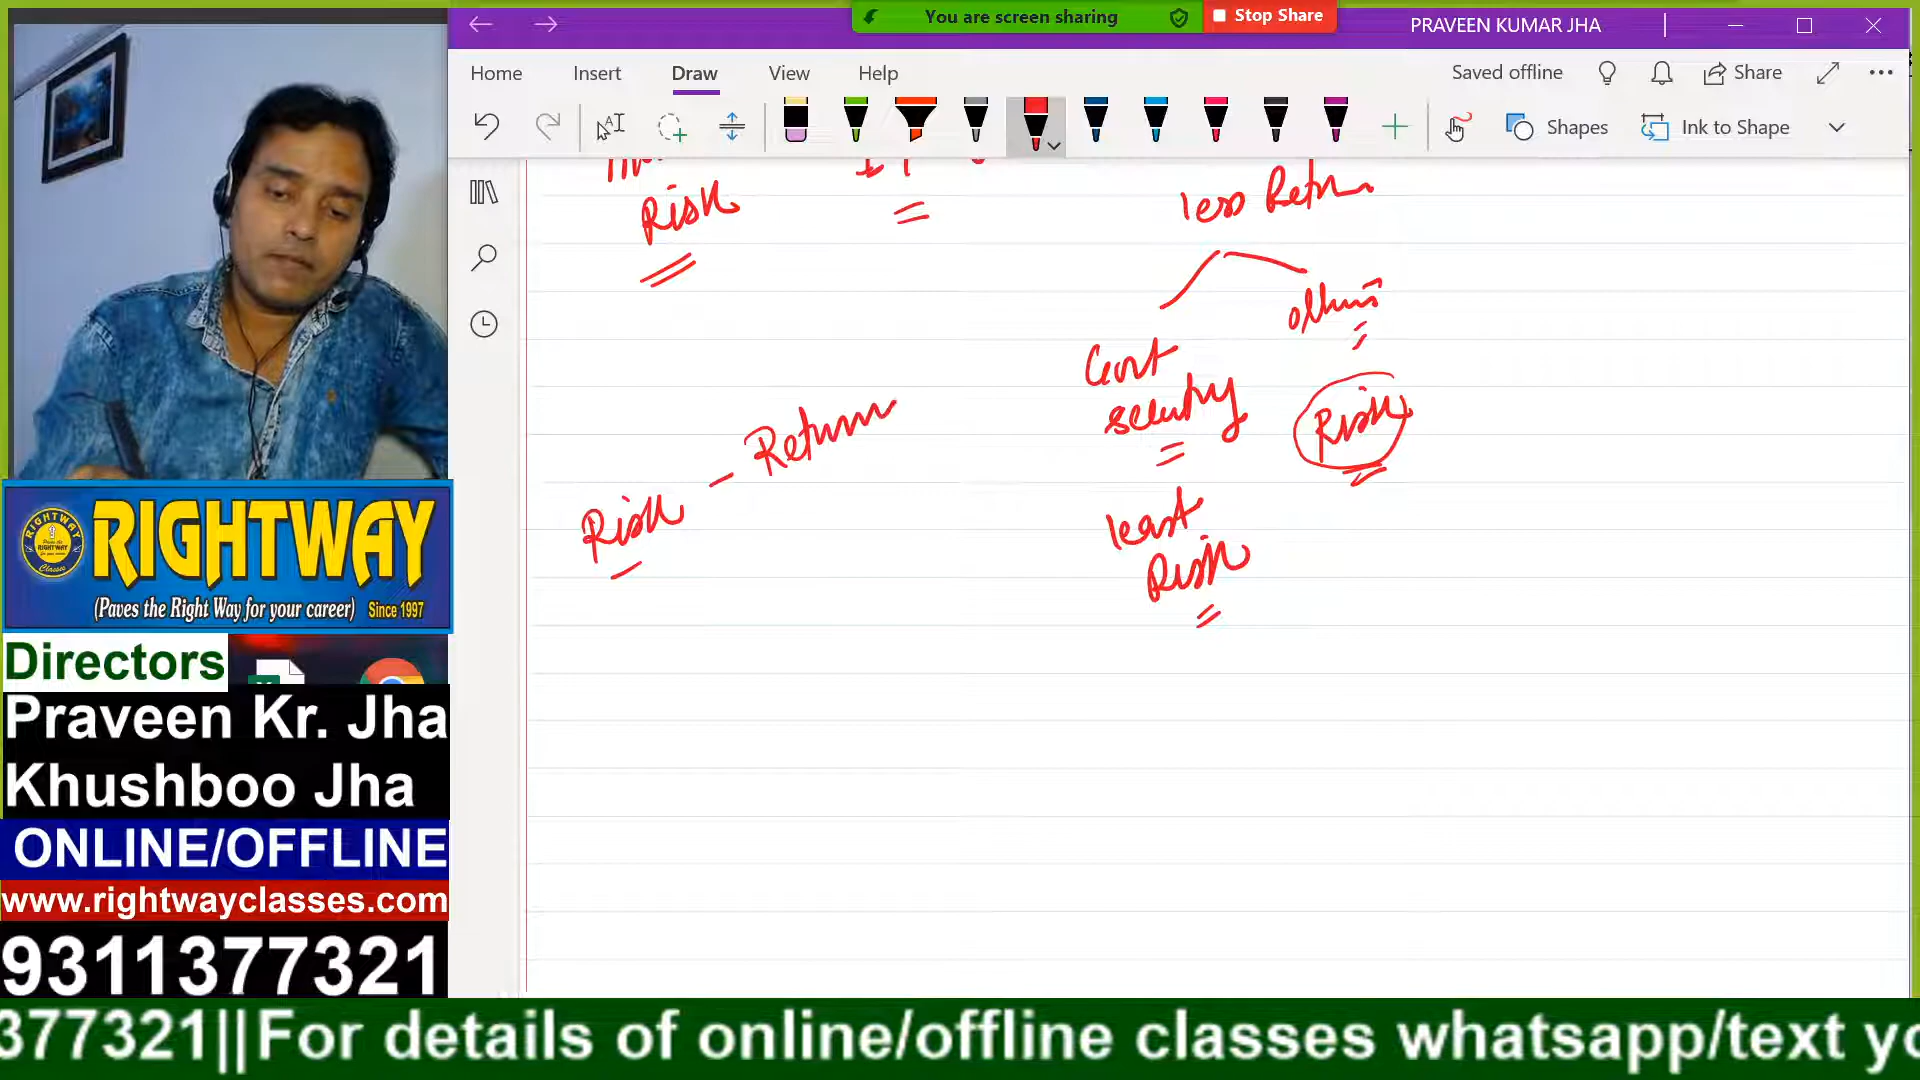 You are screen sharing
Stop Share
PRAVEEN KUMAR JHA
Home
Insert
Draw
View
Help
Saved offline
Share
Shapes
Ink to Shape
Risk
less Return
others
Govt
security
Risk
Risk - Return
least
Risk
RIGHTWAY
(Paves the Right Way for your career)
Since 1997
RIGHTWAY
Classes
Directors
Praveen Kr. Jha
Khushboo Jha
ONLINE/OFFLINE
www.rightwayclasses.com
9311377321
377321||For details of online/offline classes whatsapp/text yo